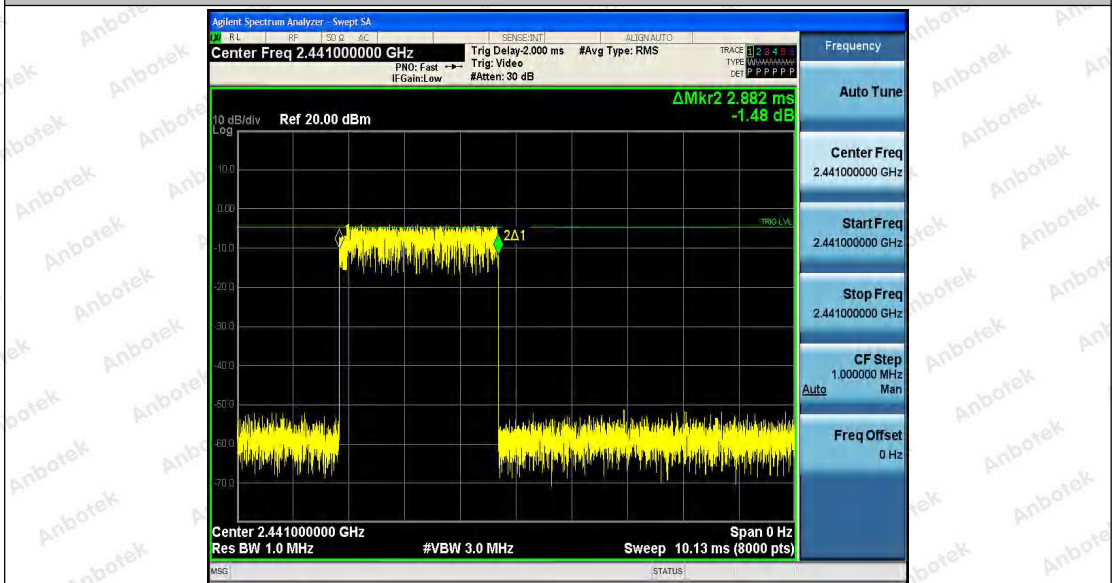 Agilent Spectrum Analyzer - Swept SA
RL RF 50 Ω AC SENSE:INT ALIGN AUTO
Center Freq 2.441000000 GHz
PNO: Fast
IFGain:Low
Trig Delay-2.000 ms
Trig: Video
#Atten: 30 dB
#Avg Type: RMS
TRACE 1 2 3 4 5 6
TYPE
DET P P P P P P
Frequency
ΔMkr2 2.882 ms
-1.48 dB
10 dB/div
Log
Ref 20.00 dBm
10.0
0.00
-10.0
-20.0
-30.0
-40.0
-50.0
-60.0
-70.0
TRIG LVL
2Δ1
Center 2.441000000 GHz
Span 0 Hz
Res BW 1.0 MHz
#VBW 3.0 MHz
Sweep 10.13 ms (8000 pts)
MSG
STATUS
Auto Tune
Center Freq
2.441000000 GHz
Start Freq
2.441000000 GHz
Stop Freq
2.441000000 GHz
CF Step
1.000000 MHz
Auto Man
Freq Offset
0 Hz
Anbotek